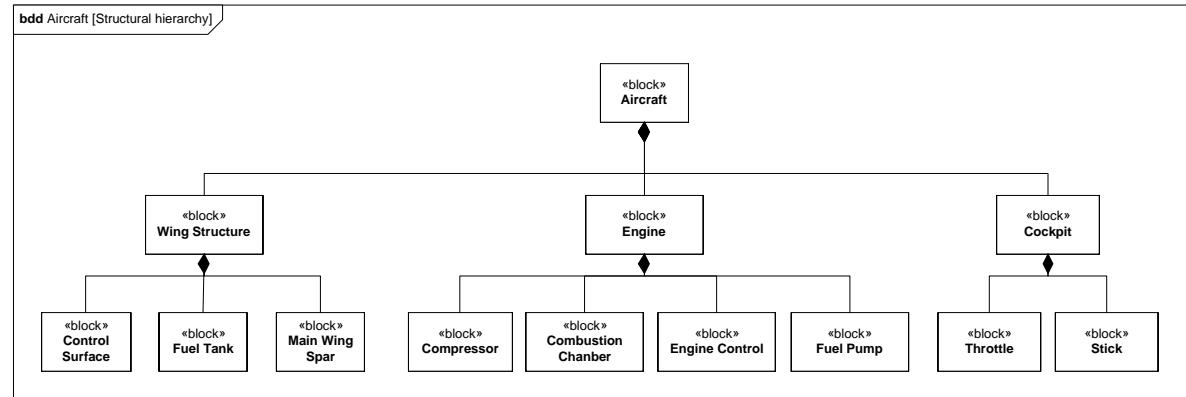 bdd Aircraft [Structural hierarchy]
«block»
Aircraft
«block»
Wing Structure
«block»
Engine
«block»
Cockpit
«block»
Control
Surface
«block»
Fuel Tank
«block»
Main Wing
Spar
«block»
Compressor
«block»
Combustion
Chanber
«block»
Engine Control
«block»
Fuel Pump
«block»
Throttle
«block»
Stick